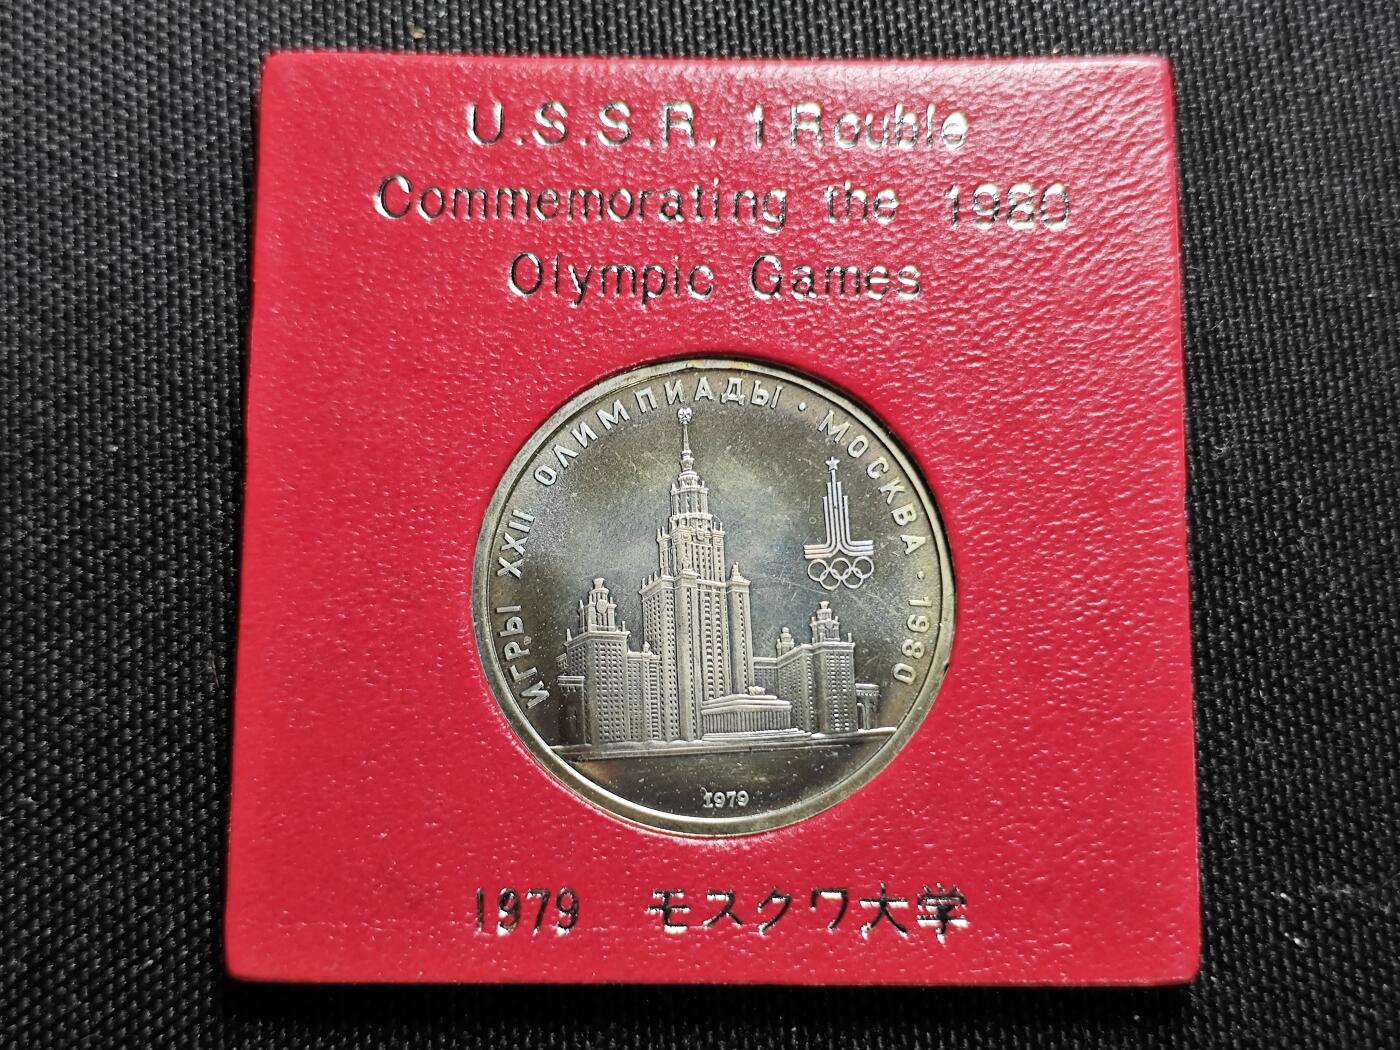 U.S.S.R. 1 Rouble
Commemorating the 1980
Olympic Games
ИГРЫ XXII ОЛИМПИАДЫ · МОСКВА · 1980
1979
1979 モスクワ大学